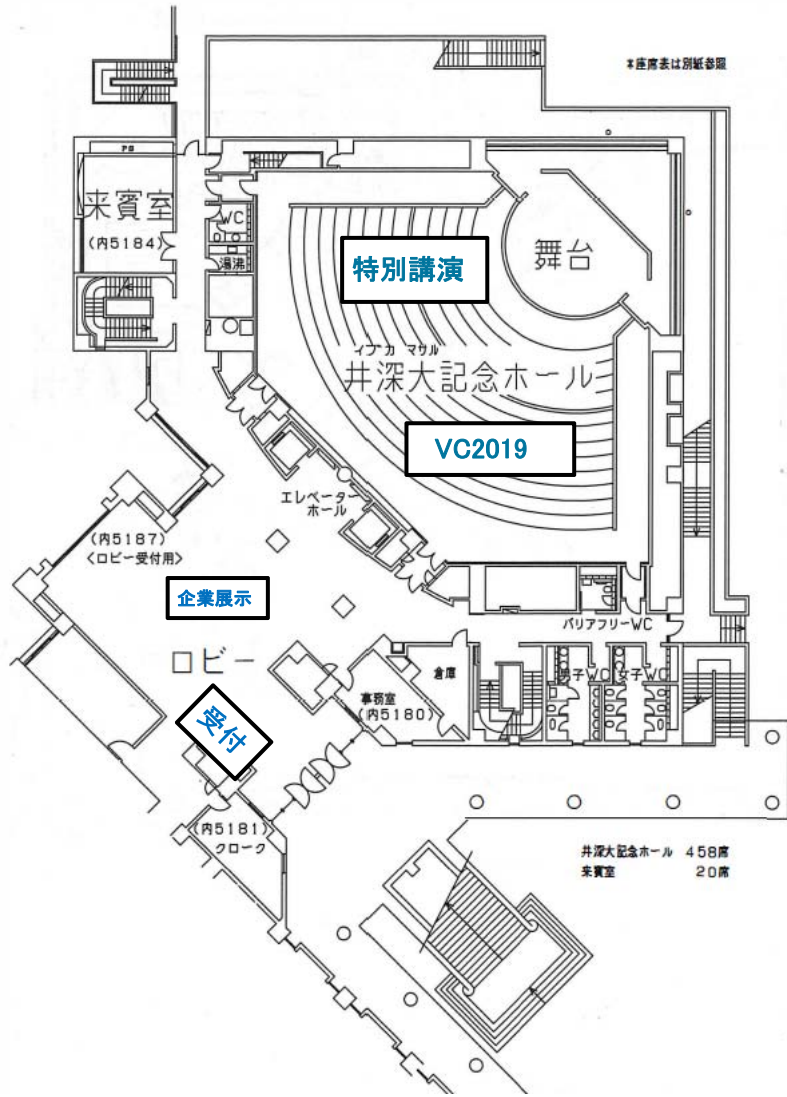 *座席表は別紙参照
PS
来賓室
(内5184)
WC
湯沸
特別講演
舞台
イブカ マサル
井深大記念ホール
VC2019
エレベーター
ホール
(内5187)
<ロビー受付用>
企業展示
バリアフリーWC
ロビー
倉庫
男子WC
女子WC
事務室
(内5180)
受付
(内5181)
クローク
井深大記念ホール 458席
来賓室 20席